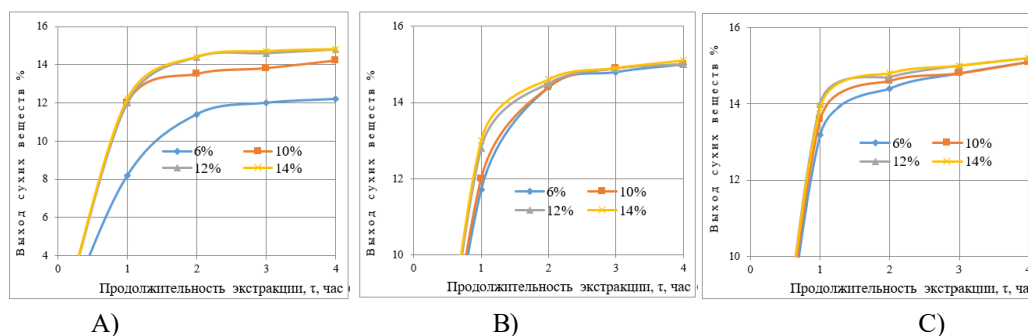 Выход сухих веществ %
16
14
12
10
8
6
4
0 1 2 3 4
6% 10%
12% 14%
Продолжительность экстракции, τ, час
A)
Выход сухих веществ %
16
14
12
10
0 1 2 3 4
6% 10%
12% 14%
Продолжительность экстракции, τ, час
B)
Выход сухих веществ %
16
14
12
10
0 1 2 3 4
6% 10%
12% 14%
Продолжительность экстракции, τ, час
C)